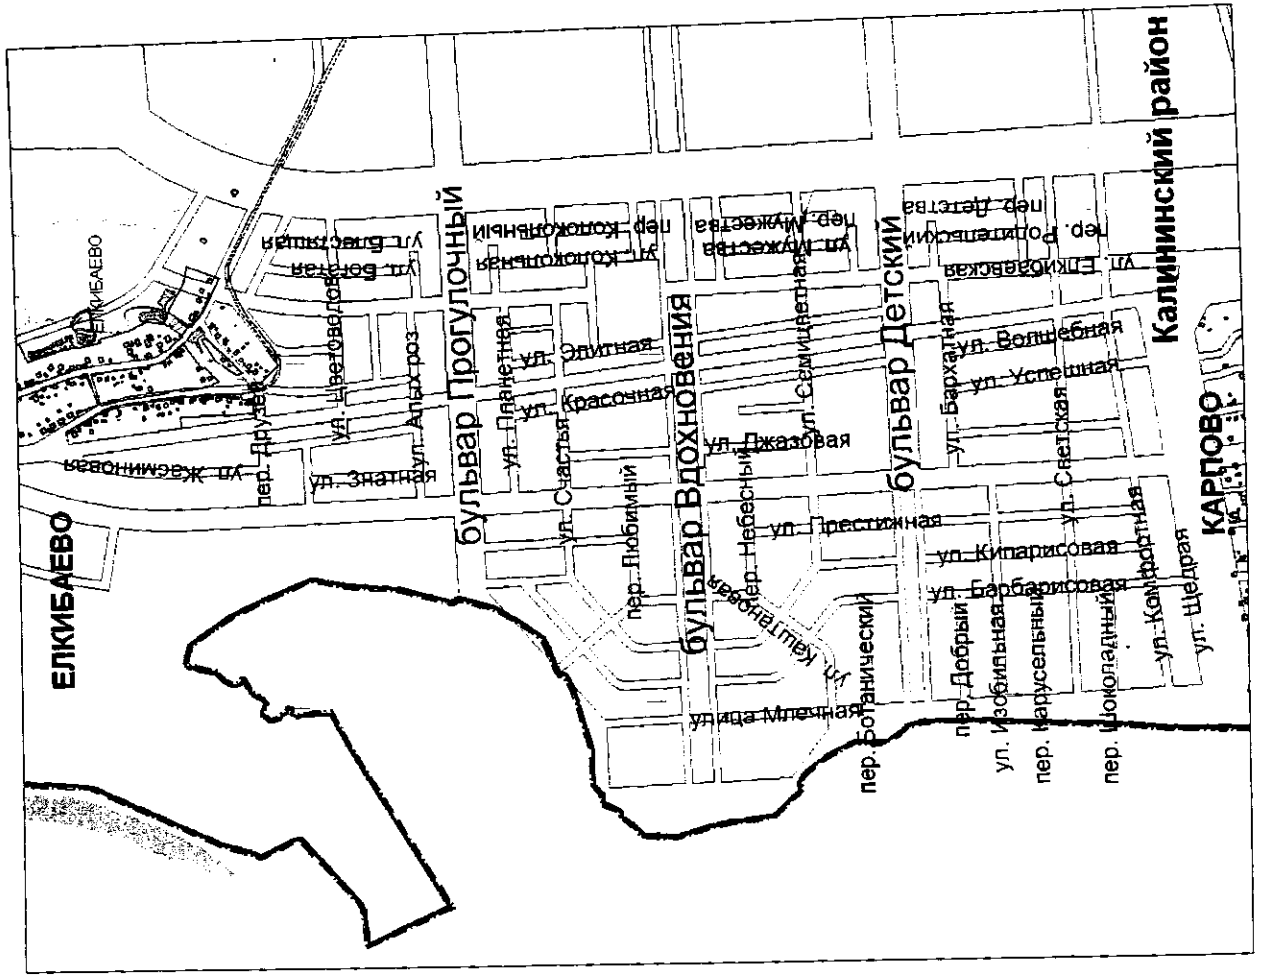 ЕЛКИБАЕВО
ЕЛКИБАЕВО
ул. Жасминовая
пер. Друзей
ул. Знатная
ул. Цветоводов
ул. Алых роз
ул. Блестящая
ул. Богатая
бульвар Прогулочный
ул. Планетная
ул. Счастья
пер. Колокольный
ул. Колокольная
ул. Элитная
ул. Красочная
пер. Любимый
бульвар Вдохновения
пер. Мужества
ул. Мужества
ул. Семицветная
ул. Джазовая
пер. Небесный
ул. Престижная
ул. Каштановая
улица Млечная
пер. Ботанический
бульвар Детский
пер. Детства
пер. Родительский
ул. Елкибаевская
ул. Бархатная
ул. Волшебная
ул. Успешная
ул. Светская
ул. Кипарисовая
ул. Барбарисовая
пер. Добрый
ул. Изобильная
пер. Карусельный
пер. Шоколадный
ул. Комфортная
ул. Щедрая
КАРПОВО
Калининский район